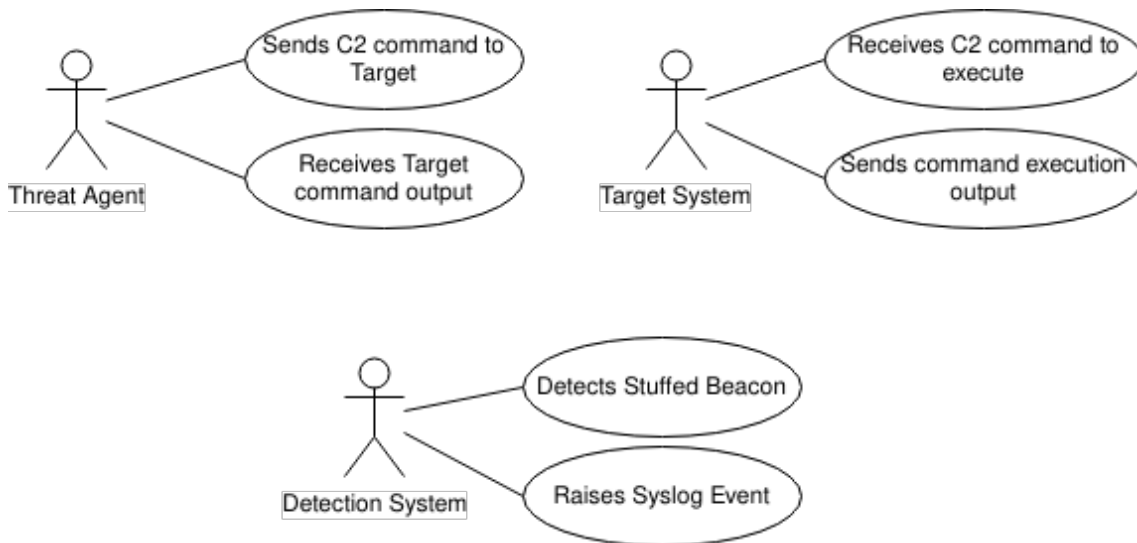 Sends C2 command to
Target
Receives Target
command output
Threat Agent
Receives C2 command to
execute
Sends command execution
output
Target System
Detects Stuffed Beacon
Raises Syslog Event
Detection System